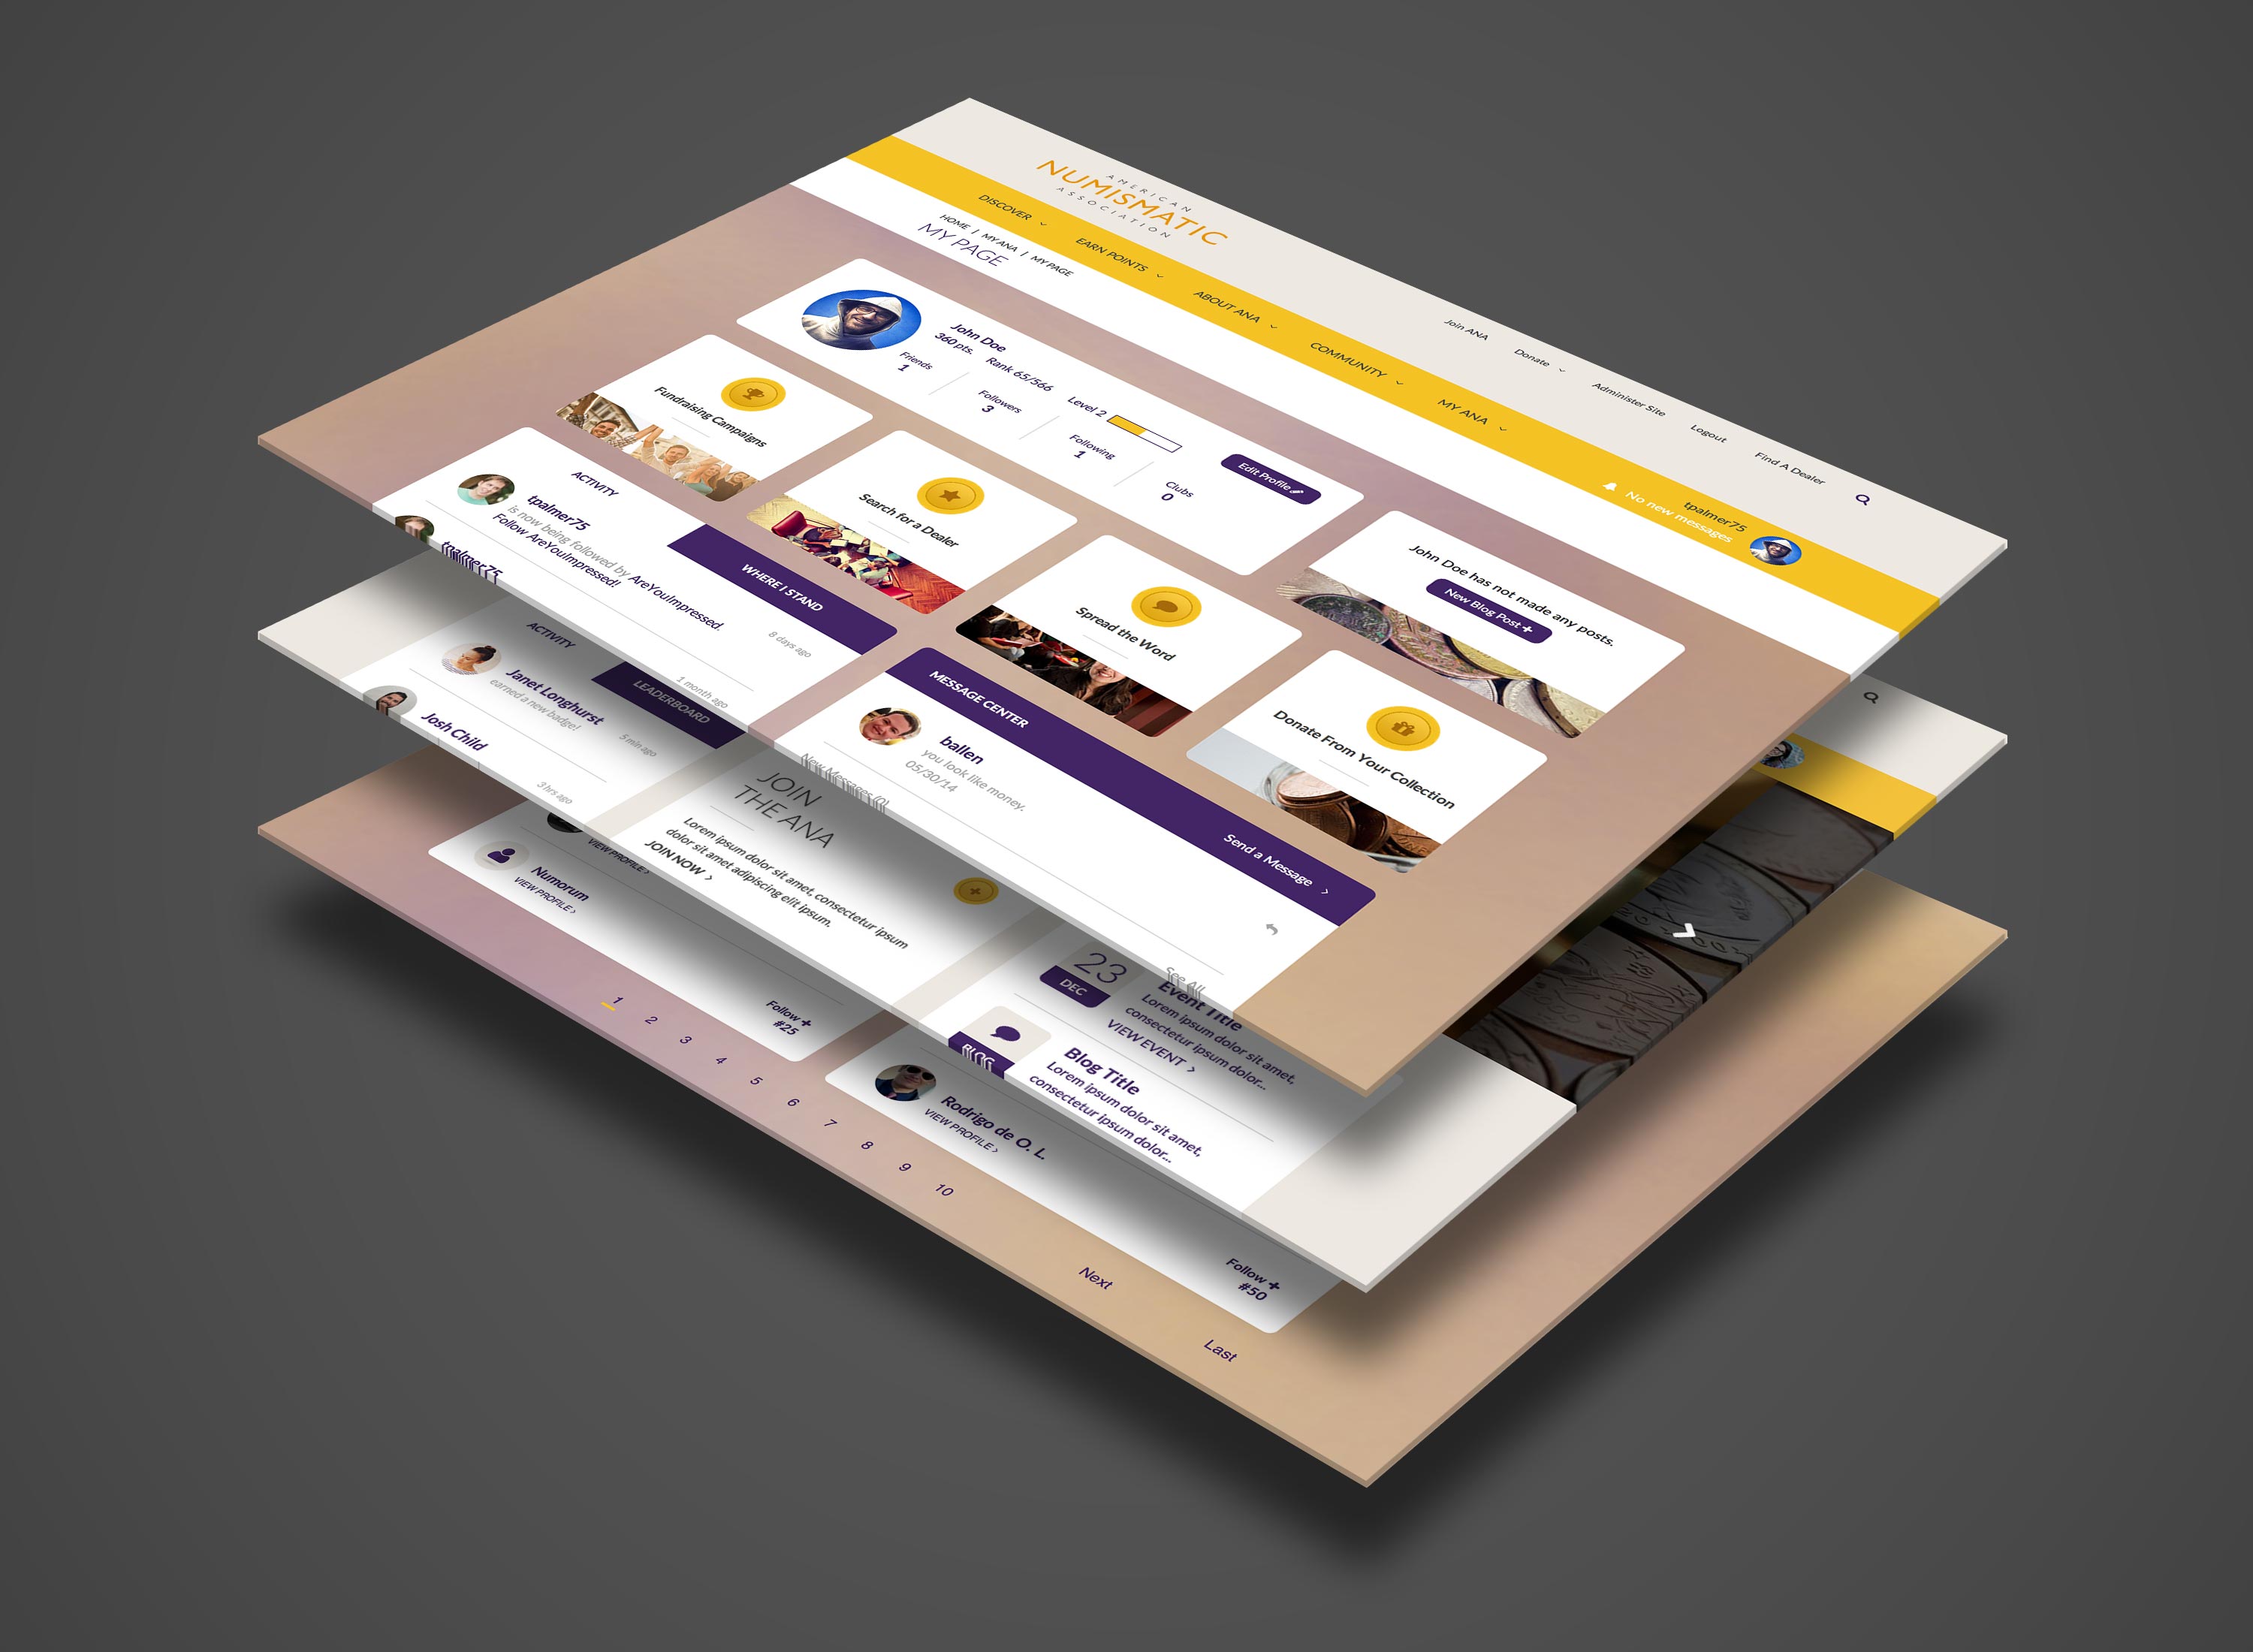 AMERICAN
NUMISMATIC
ASSOCIATION
Join ANA
Donate
Administer Site
Logout
Find A Dealer
DISCOVER
EARN POINTS
ABOUT ANA
COMMUNITY
MY ANA
tpalmer75
No new messages
HOME | MY ANA | MY PAGE
MY PAGE
John Doe
360 pts. Rank 65/566 Level 2
Friends
1
Followers
3
Following
1
Clubs
0
Edit Profile
John Doe has not made any posts.
New Blog Post +
Fundraising Campaigns
Search for a Dealer
Spread the Word
Donate From Your Collection
ACTIVITY
WHERE I STAND
tpalmer75
is now being followed by AreYouImpressed.
Follow AreYouImpressed!
8 days ago
tpalmer75
1 month ago
MESSAGE CENTER
Send a Message >
ballen
you look like money.
05/30/14
New Messages (0)
See All
ACTIVITY
LEADERBOARD
Janet Longhurst
earned a new badge!
5 min ago
Josh Child
3 hrs ago
JOIN
THE ANA
Lorem ipsum dolor sit amet, consectetur ipsum
dolor sit amet adipiscing elit ipsum.
JOIN NOW >
23
DEC
Event Title
Lorem ipsum dolor sit amet,
consectetur ipsum dolor...
VIEW EVENT >
BLOG
Blog Title
Lorem ipsum dolor sit amet,
consectetur ipsum dolor...
VIEW PROFILE >
Numorum
VIEW PROFILE >
Follow +
#25
Rodrigo de O. L.
VIEW PROFILE >
Follow +
#50
1 2 3 4 5 6 7 8 9 10
Next
Last